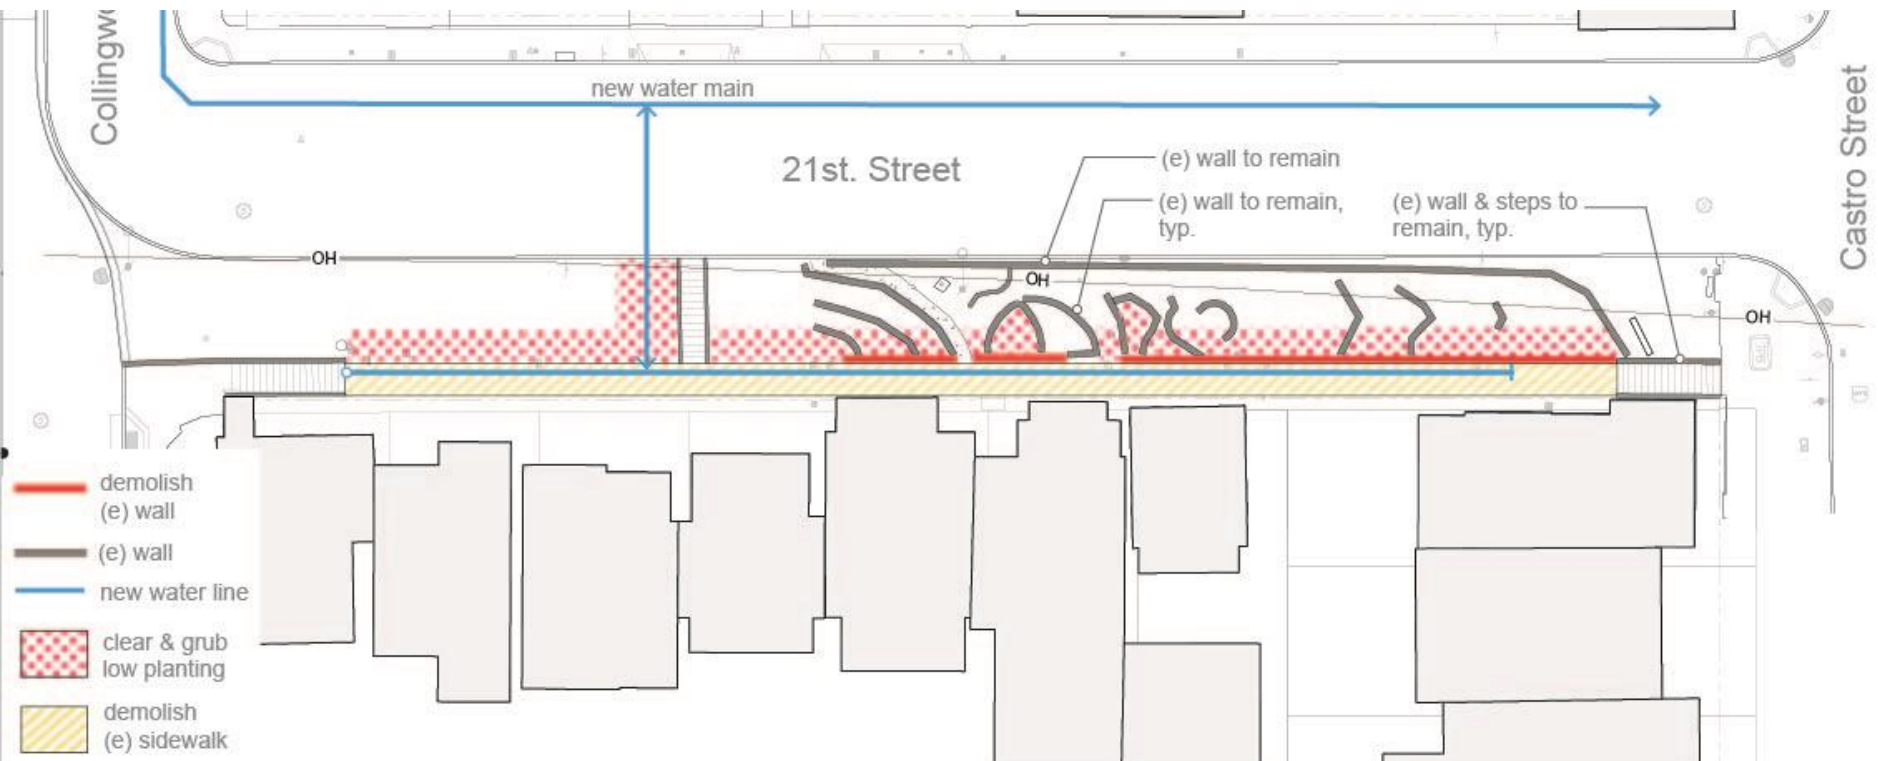 Collingwo
new water main
Castro Street
21st. Street
(e) wall to remain
(e) wall to remain,
typ.
(e) wall & steps to
remain, typ.
OH
OH
OH
demolish
(e) wall
(e) wall
new water line
clear & grub
low planting
demolish
(e) sidewalk